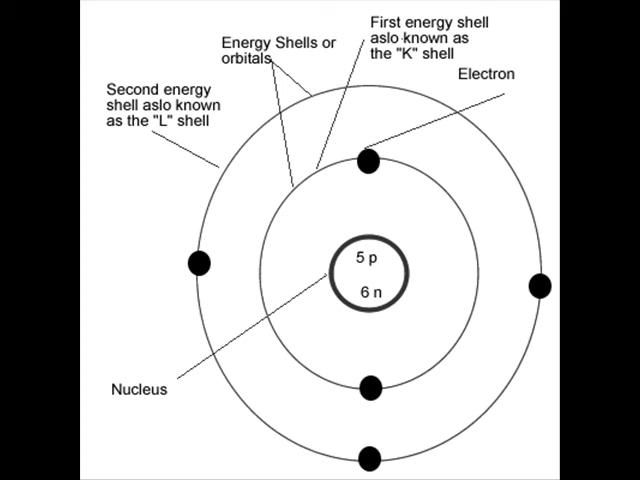 First energy shell
aslo known as
the "K" shell
Energy Shells or
orbitals
Electron
Second energy
shell aslo known
as the "L" shell
5 p
6 n
Nucleus